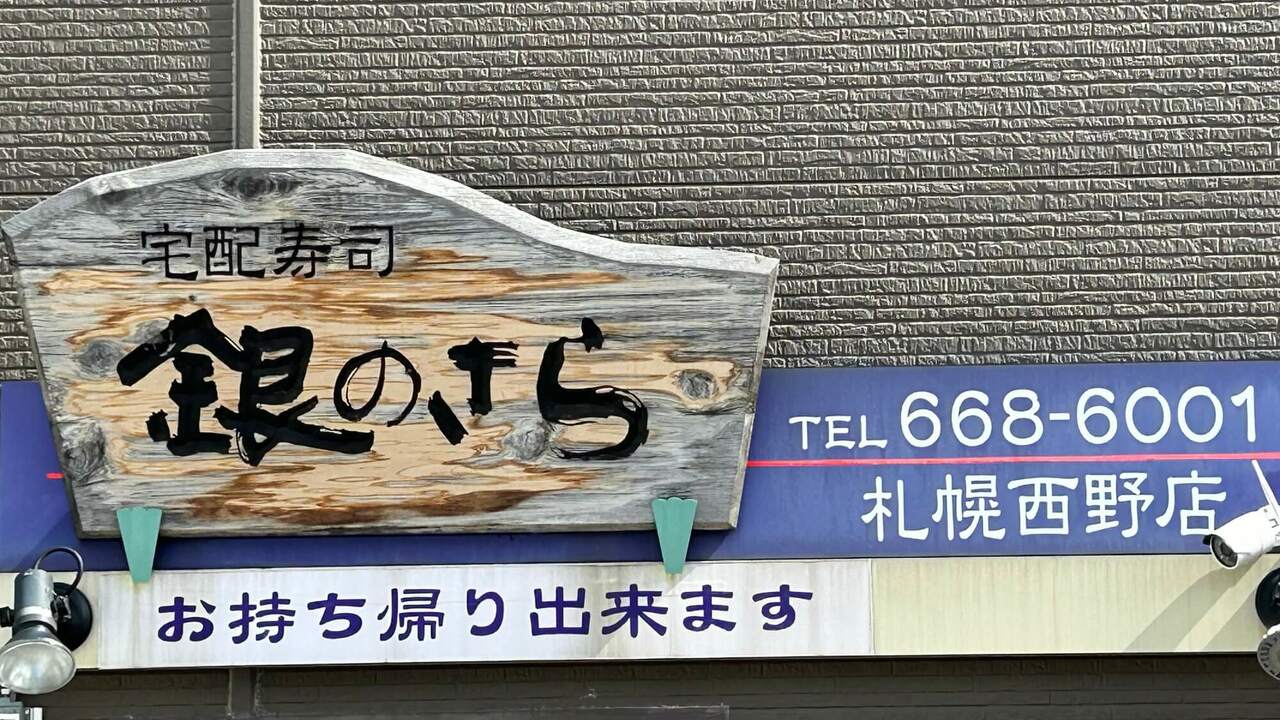 宅配寿司
銀のさら
TEL 668-6001
札幌西野店
お持ち帰り出来ます